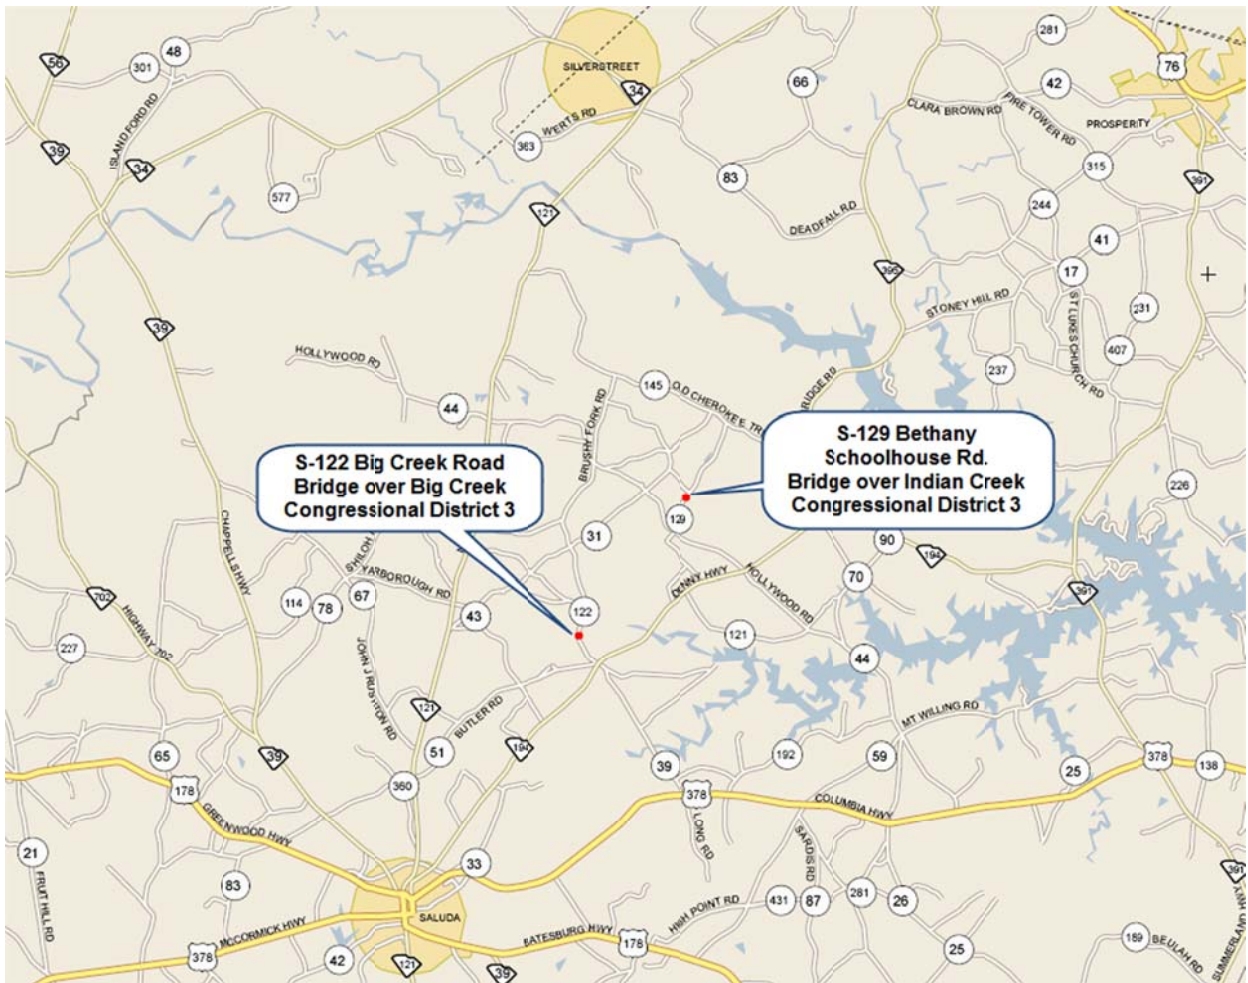 56
48
301
ISLAND FORD RD
39
34
577
SILVERSTREET
34
WERTS RD
363
121
66
83
DEADFALL RD
281
42
76
CLARA BROWN RD
FIRE TOWER RD
PROSPERITY
315
391
244
41
17
395
STONEY HILL RD
ST LUKES CHURCH RD
231
407
237
39
HOLLYWOOD RD
44
145
OLD CHEROKEE TR
BRUSHY FORK RD
S-122 Big Creek Road
Bridge over Big Creek
Congressional District 3
S-129 Bethany
Schoolhouse Rd.
Bridge over Indian Creek
Congressional District 3
226
129
31
90
194
CHAPPELLS HWY
YARBOROUGH RD
DENNY HWY
HOLLYWOOD RD
70
702
HIGHWAY 702
114
78
67
43
122
121
391
227
44
121
BUTLER RD
MT WILLING RD
39
65
51
194
39
192
59
25
378
138
178
360
378
COLUMBIA HWY
GREENWOOD HWY
LONG RD
SARDIS RD
21
FRUIT HILL RD
83
33
391
SALUDA
HIGH POINT RD
431
87
281
26
MCCORMICK HWY
378
42
121
BATESBURG HWY
39
178
25
189
BEULAH RD